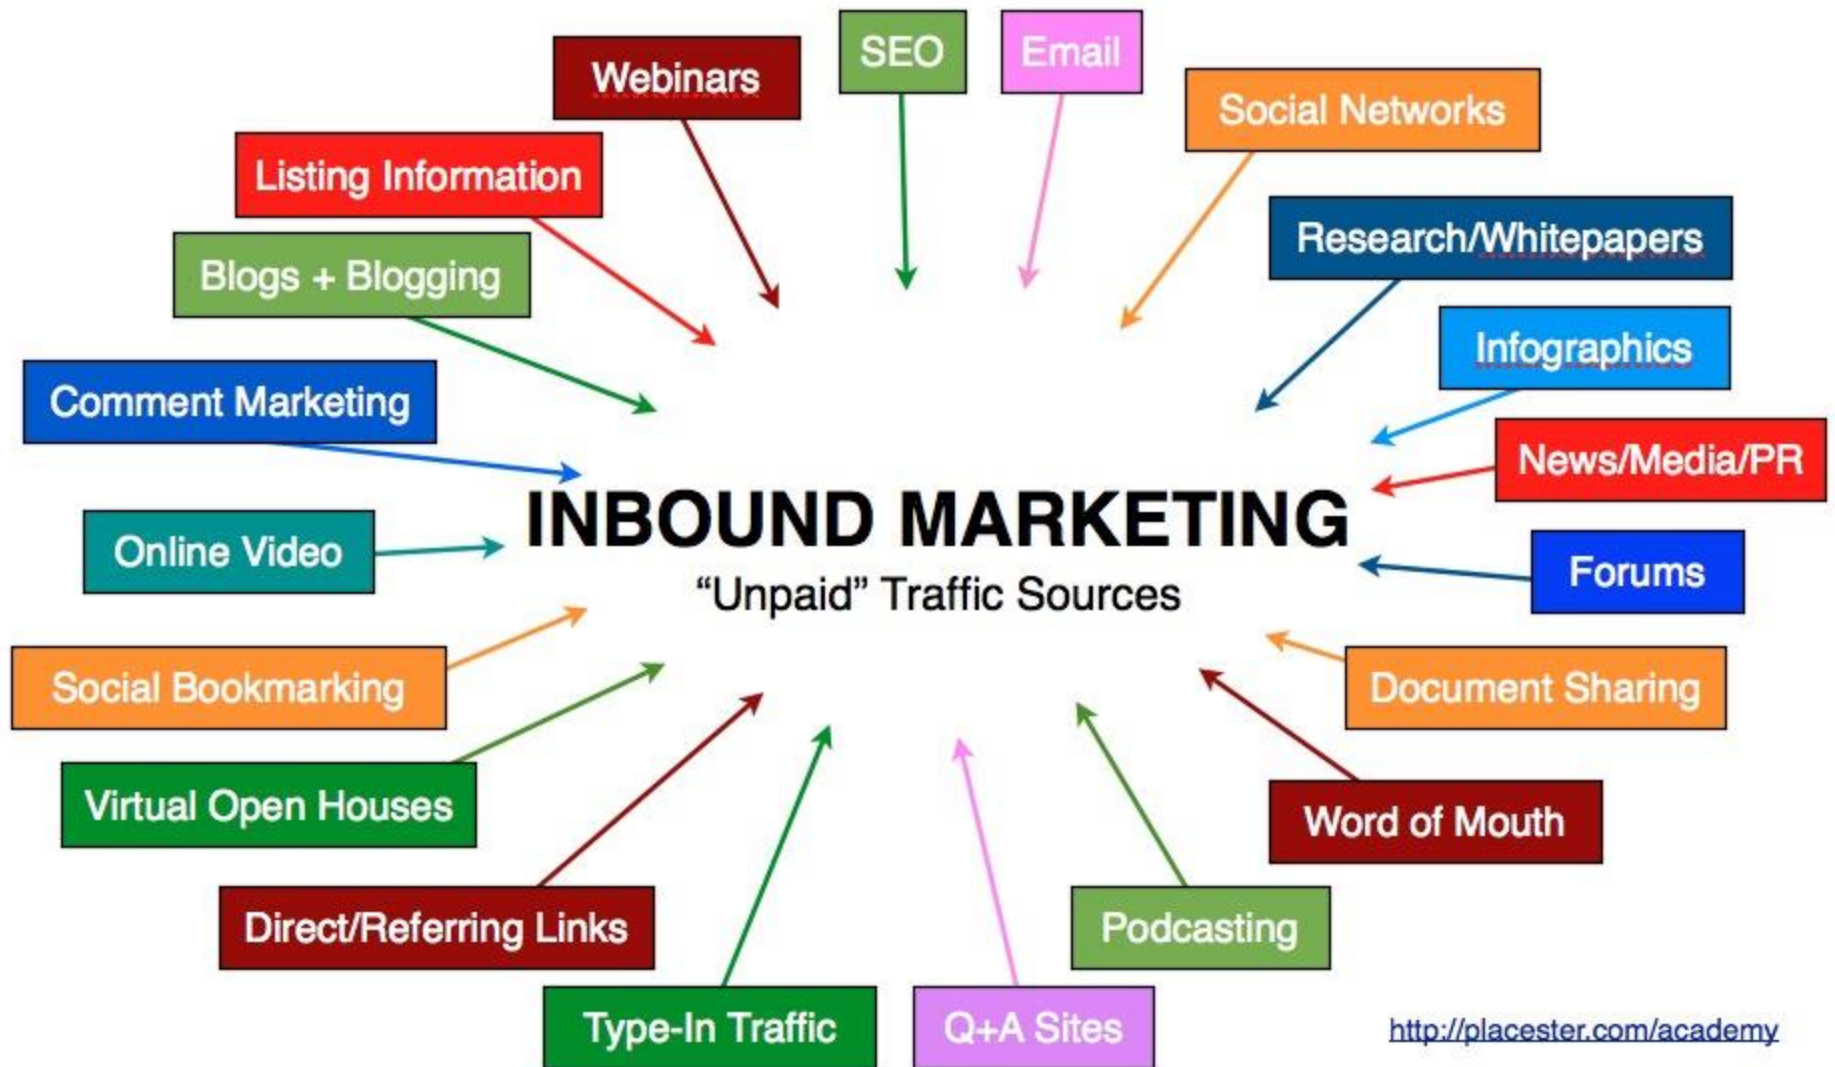 SEO
Email
Webinars
Social Networks
Listing Information
Research/Whitepapers
Blogs + Blogging
Infographics
Comment Marketing
News/Media/PR
INBOUND MARKETING
Online Video
Forums
“Unpaid” Traffic Sources
Social Bookmarking
Document Sharing
Virtual Open Houses
Word of Mouth
Direct/Referring Links
Podcasting
Type-In Traffic
Q+A Sites
http://placester.com/academy